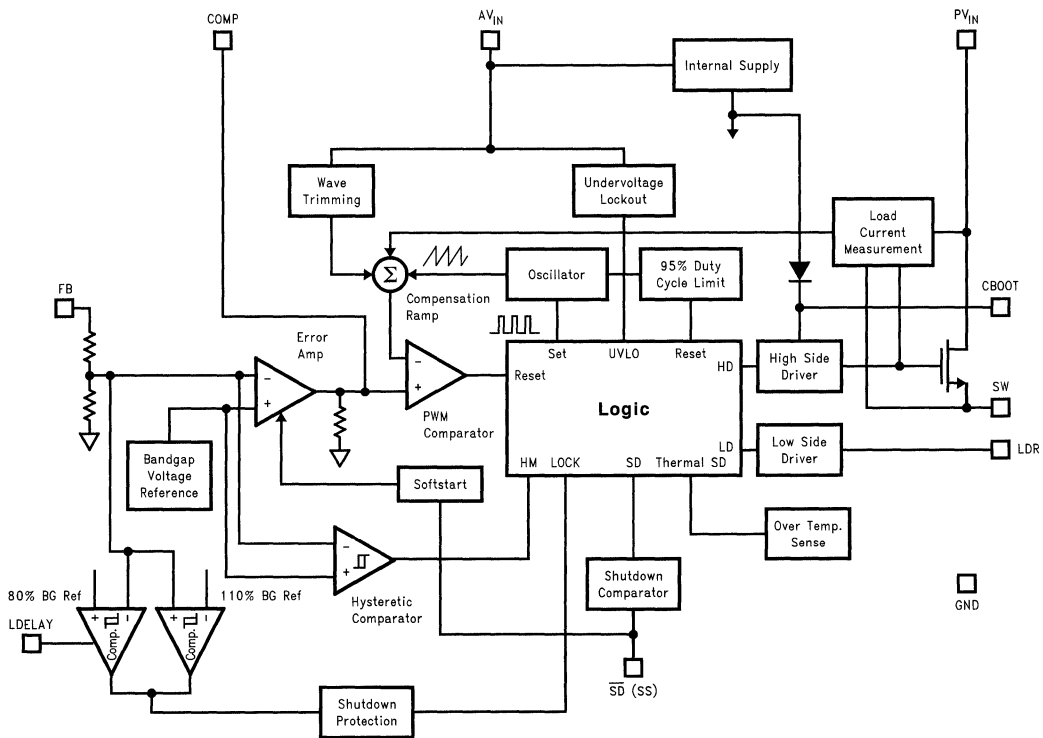 COMP
AVIN
PVIN
Internal Supply
Wave
Trimming
Undervoltage
Lockout
Load
Current
Measurement
Σ
Oscillator
95% Duty
Cycle Limit
CBOOT
FB
Compensation
Ramp
Error
Amp
−
+
−
+
PWM
Comparator
Set
UVLO
Reset
Reset
HD
Logic
LD
HM
LOCK
SD
Thermal
SD
High Side
Driver
SW
Low Side
Driver
LDR
Bandgap
Voltage
Reference
Softstart
Over Temp.
Sense
−
+
Hysteretic
Comparator
Shutdown
Comparator
GND
80% BG Ref
110% BG Ref
LDELAY
+
−
Comp.
+
−
Comp.
SD (SS)
Shutdown
Protection